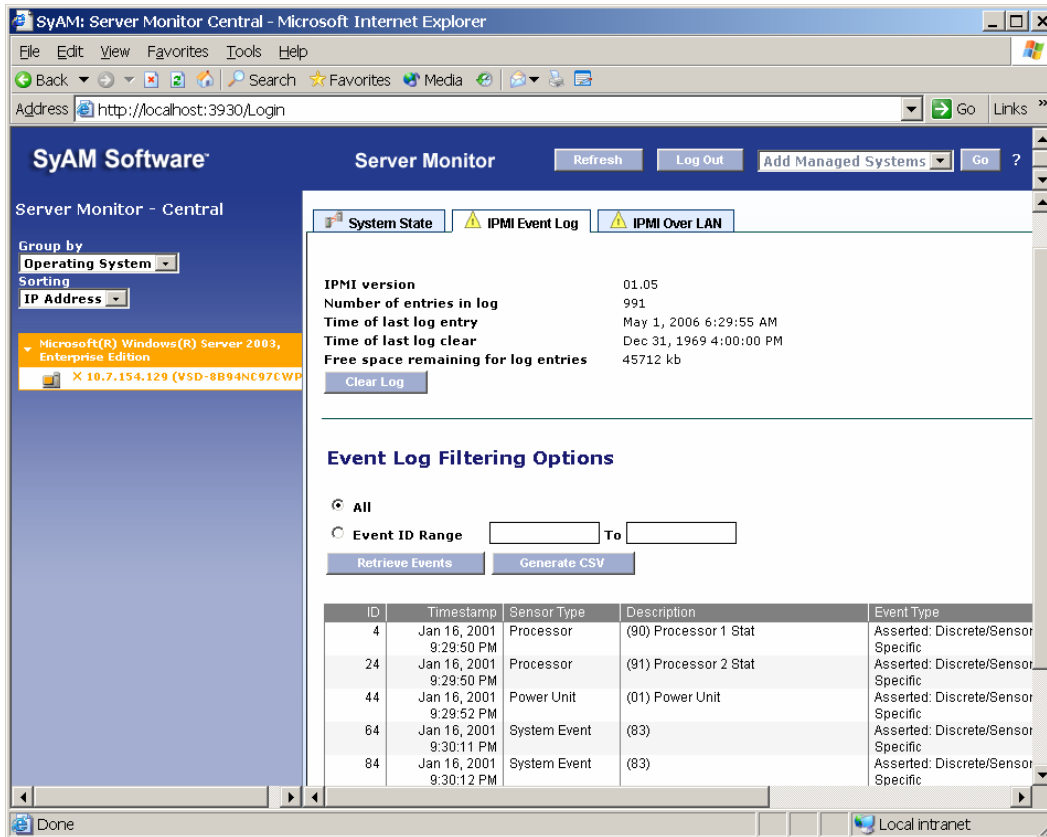 SyAM: Server Monitor Central - Microsoft Internet Explorer
File Edit View Favorites Tools Help
Back Search Favorites Media
Address http://localhost:3930/Login Go Links »
SyAM Software
Server Monitor
Refresh
Log Out
Add Managed Systems
Go
?
Server Monitor - Central
Group by
Operating System
Sorting
IP Address
Microsoft(R) Windows(R) Server 2003,
Enterprise Edition
10.7.154.129 (VSD-8B94NC97CWP
System State
IPMI Event Log
IPMI Over LAN
IPMI version 01.05
Number of entries in log 991
Time of last log entry May 1, 2006 6:29:55 AM
Time of last log clear Dec 31, 1969 4:00:00 PM
Free space remaining for log entries 45712 kb
Clear Log
Event Log Filtering Options
All
Event ID Range To
Retrieve Events Generate CSV
ID Timestamp Sensor Type Description Event Type
4 Jan 16, 2001 Processor (90) Processor 1 Stat Asserted: Discrete/Sensor
9:29:50 PM Specific
24 Jan 16, 2001 Processor (91) Processor 2 Stat Asserted: Discrete/Sensor
9:29:50 PM Specific
44 Jan 16, 2001 Power Unit (01) Power Unit Asserted: Discrete/Sensor
9:29:52 PM Specific
64 Jan 16, 2001 System Event (83) Asserted: Discrete/Sensor
9:30:11 PM Specific
84 Jan 16, 2001 System Event (83) Asserted: Discrete/Sensor
9:30:12 PM Specific
Done Local intranet